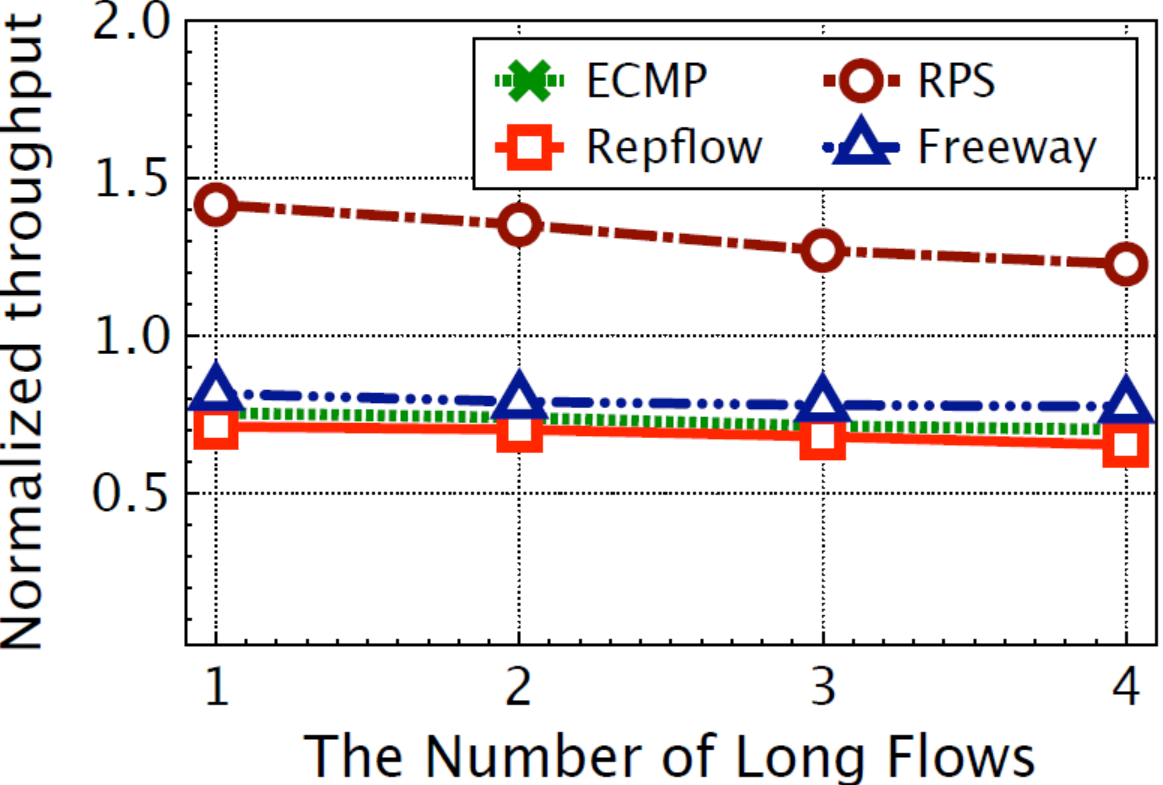 Normalized throughput
2.0
1.5
1.0
0.5
ECMP
RPS
Repflow
Freeway
1 2 3 4
The Number of Long Flows